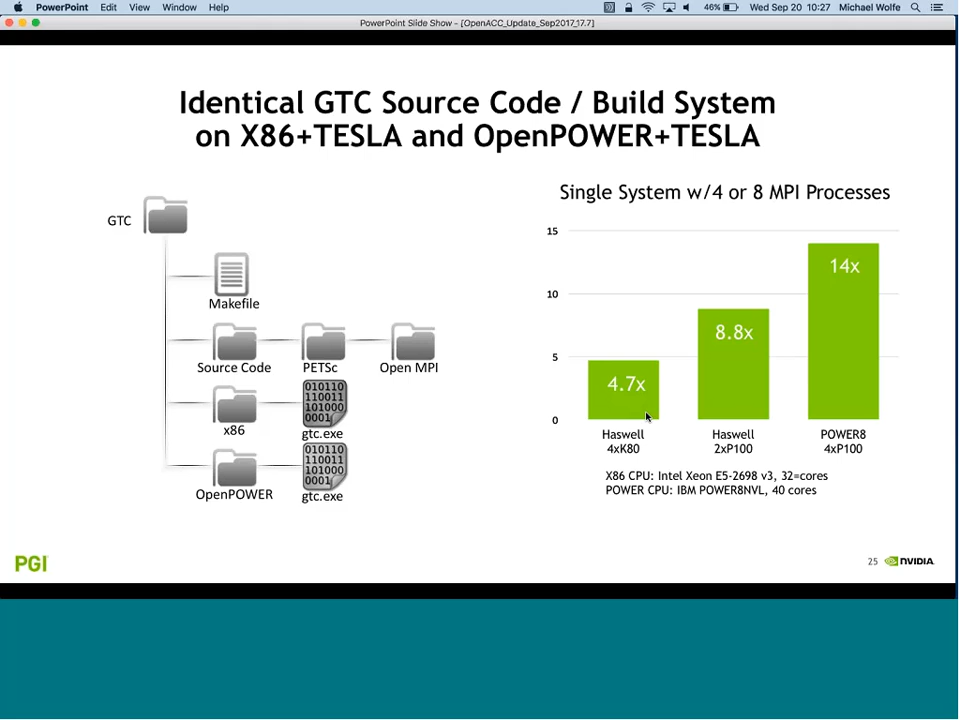 PowerPoint Edit View Window Help 46% Wed Sep 20 10:27 Michael Wolfe
PowerPoint Slide Show - [OpenACC_Update_Sep2017_17.7]
Identical GTC Source Code / Build System
on X86+TESLA and OpenPOWER+TESLA
GTC
Makefile
Source Code PETSc Open MPI
x86
010110
110011
101000
0001
gtc.exe
OpenPOWER
010110
110011
101000
0001
gtc.exe
Single System w/4 or 8 MPI Processes
15
10
5
0
4.7x
8.8x
14x
Haswell
4xK80
Haswell
2xP100
POWER8
4xP100
X86 CPU: Intel Xeon E5-2698 v3, 32=cores
POWER CPU: IBM POWER8NVL, 40 cores
PGI
25 NVIDIA.